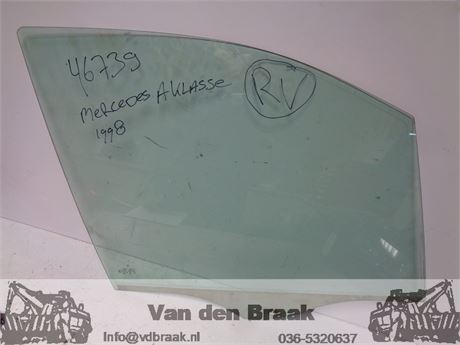 46739
RV
MERCEDES A KLASSE
1998
Van den Braak
Info@vdbraak.nl
036-5320637